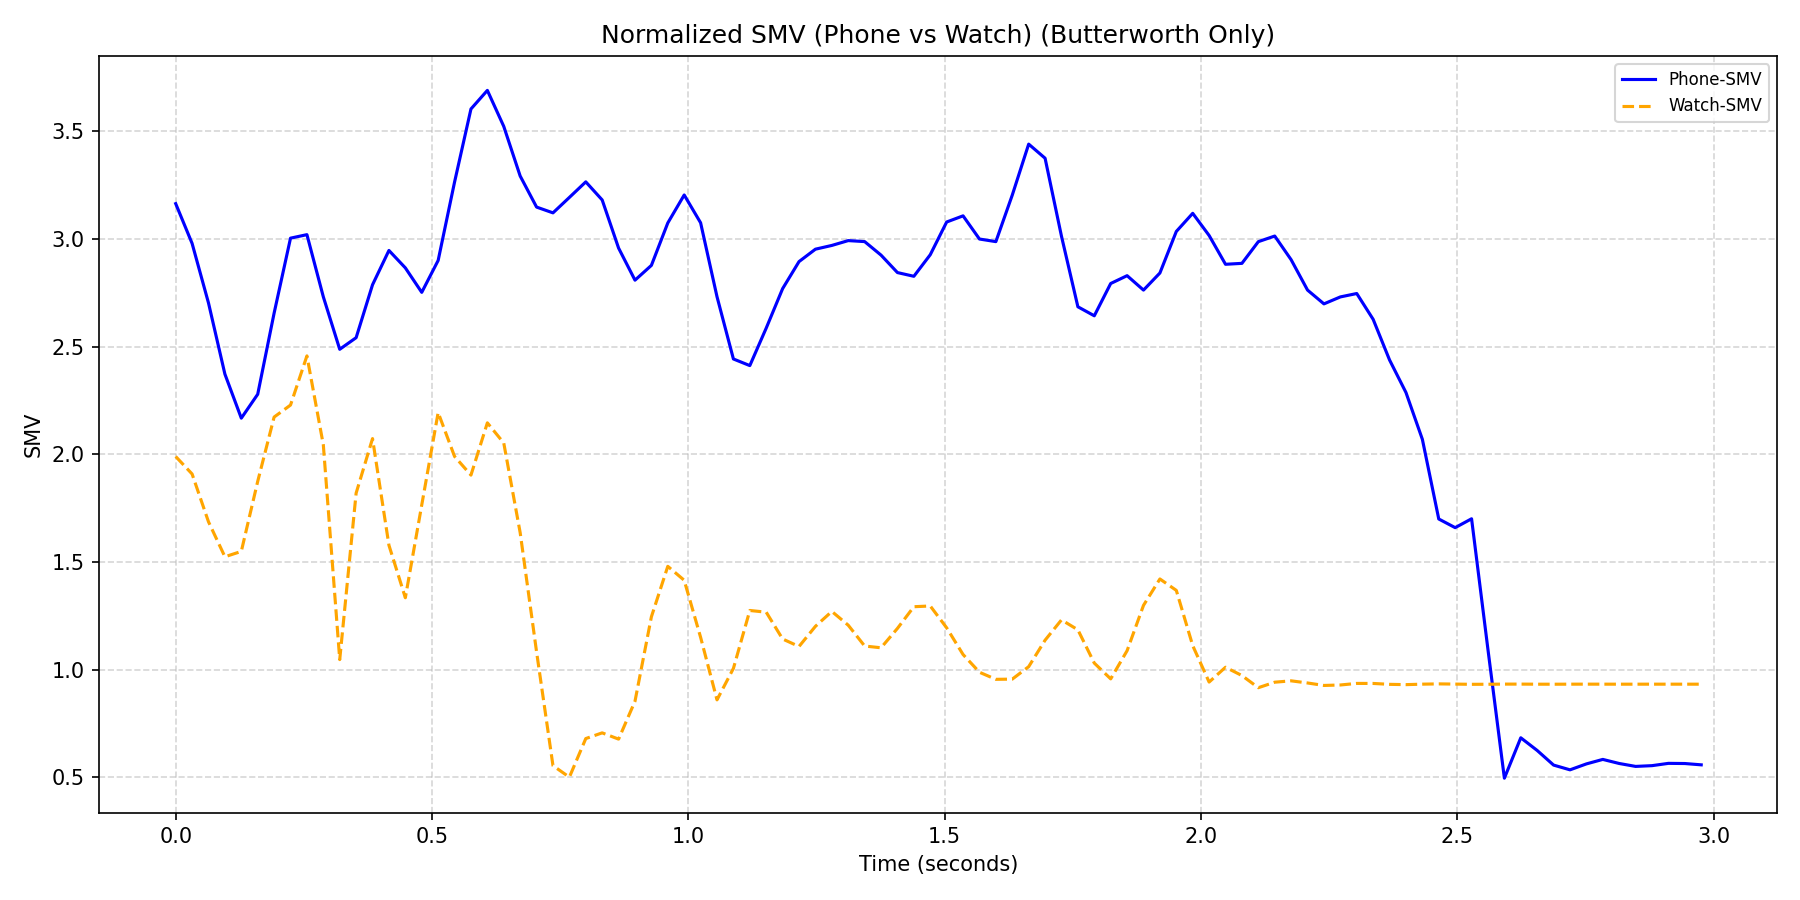 Normalized SMV (Phone vs Watch) (Butterworth Only)
Phone-SMV
Watch-SMV
SMV
3.5
3.0
2.5
2.0
1.5
1.0
0.5
0.0 0.5 1.0 1.5 2.0 2.5 3.0
Time (seconds)